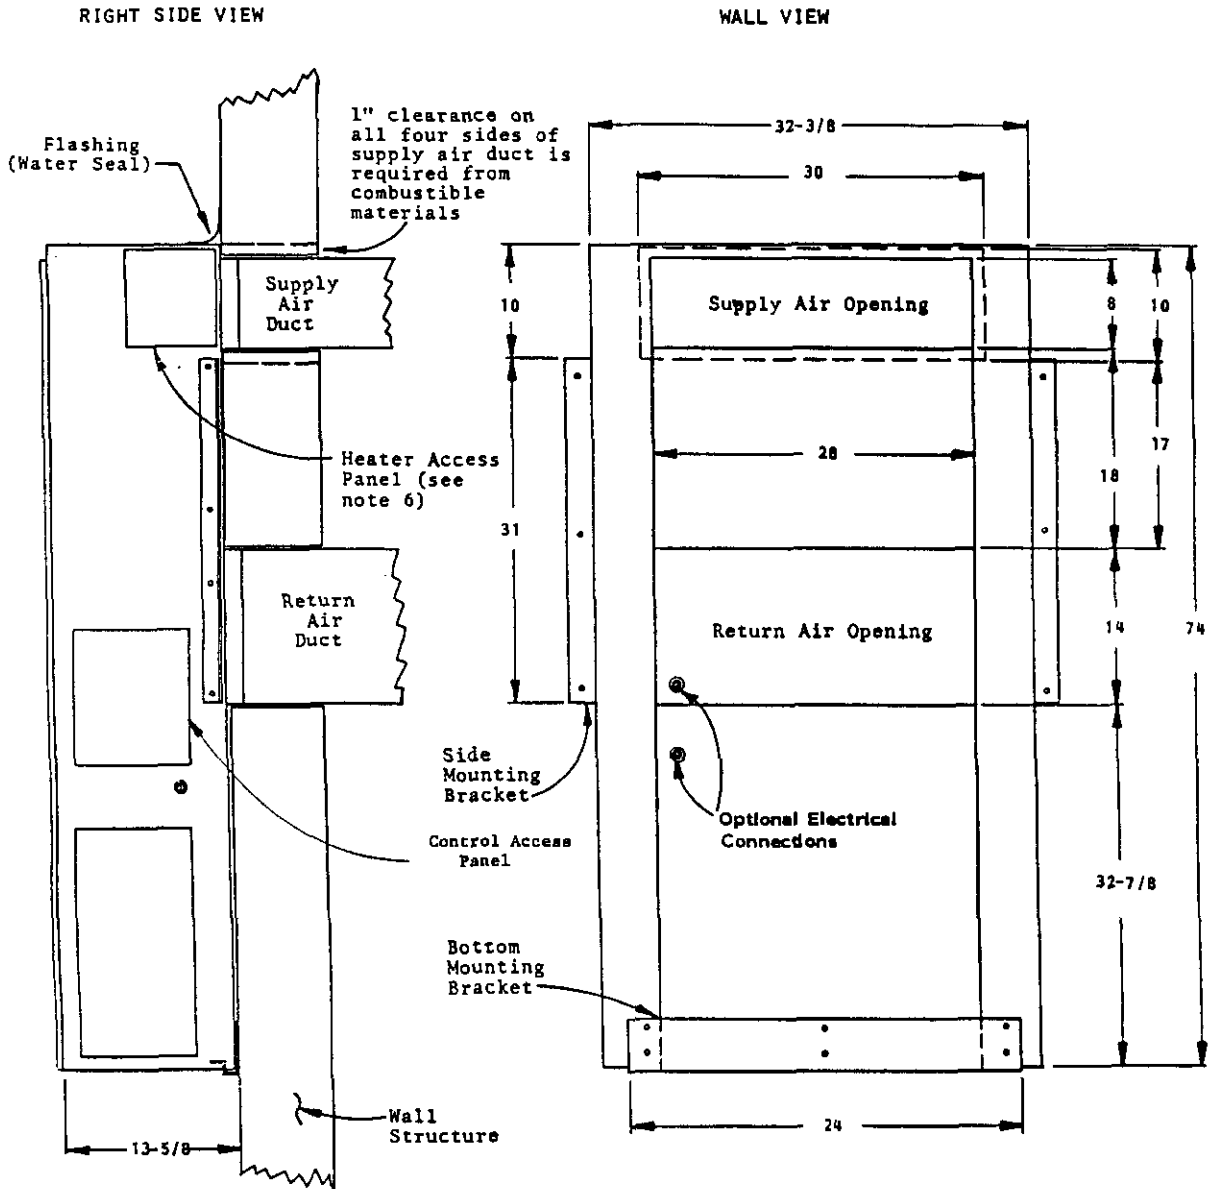 RIGHT SIDE VIEW
WALL VIEW
Flashing
(Water Seal)
1" clearance on
all four sides of
supply air duct is
required from
combustible
materials
32-3/8
30
Supply
Air
Duct
10
Supply Air Opening
8
10
Heater Access
Panel (see
note 6)
28
17
18
31
Return
Air
Duct
Return Air Opening
14
74
Side
Mounting
Bracket
Optional Electrical
Connections
Control Access
Panel
32-7/8
Bottom
Mounting
Bracket
Wall
Structure
13-5/8
24